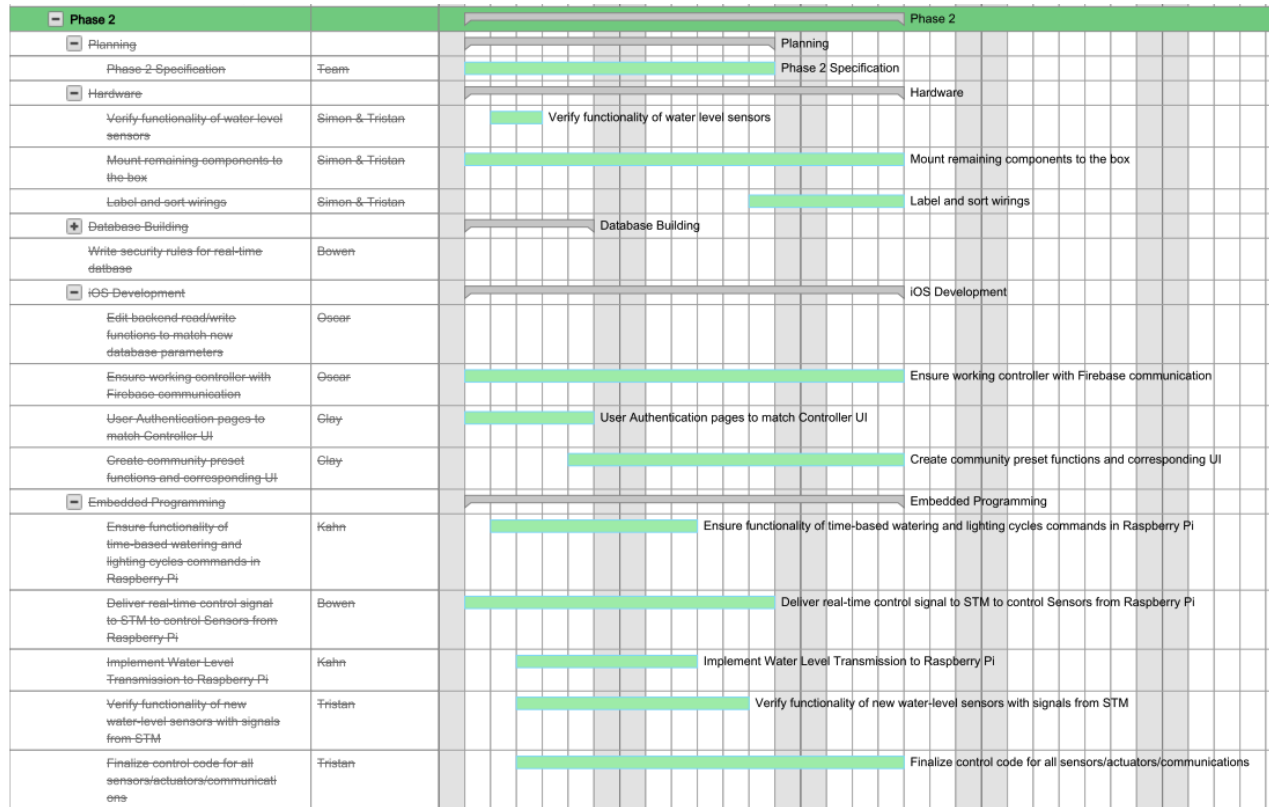 Phase 2
Phase 2
Planning
Planning
Phase 2 Specification
Team
Phase 2 Specification
Hardware
Hardware
Verify functionality of water level
sensors
Simon & Tristan
Verify functionality of water level sensors
Mount remaining components to
the box
Simon & Tristan
Mount remaining components to the box
Label and sort wirings
Simon & Tristan
Label and sort wirings
Database Building
Database Building
Write security rules for real-time
datbase
Bowen
iOS Development
iOS Development
Edit backend read/write
functions to match new
database parameters
Oscar
Ensure working controller with
Firebase communication
Oscar
Ensure working controller with Firebase communication
User Authentication pages to
match Controller UI
Clay
User Authentication pages to match Controller UI
Create community preset
functions and corresponding UI
Clay
Create community preset functions and corresponding UI
Embedded Programming
Embedded Programming
Ensure functionality of
time-based watering and
lighting cycles commands in
Raspberry Pi
Kahn
Ensure functionality of time-based watering and lighting cycles commands in Raspberry Pi
Deliver real-time control signal
to STM to control Sensors from
Raspberry Pi
Bowen
Deliver real-time control signal to STM to control Sensors from Raspberry Pi
Implement Water Level
Transmission to Raspberry Pi
Kahn
Implement Water Level Transmission to Raspberry Pi
Verify functionality of new
water-level sensors with signals
from STM
Tristan
Verify functionality of new water-level sensors with signals from STM
Finalize control code for all
sensors/actuators/communicati
ons
Tristan
Finalize control code for all sensors/actuators/communications